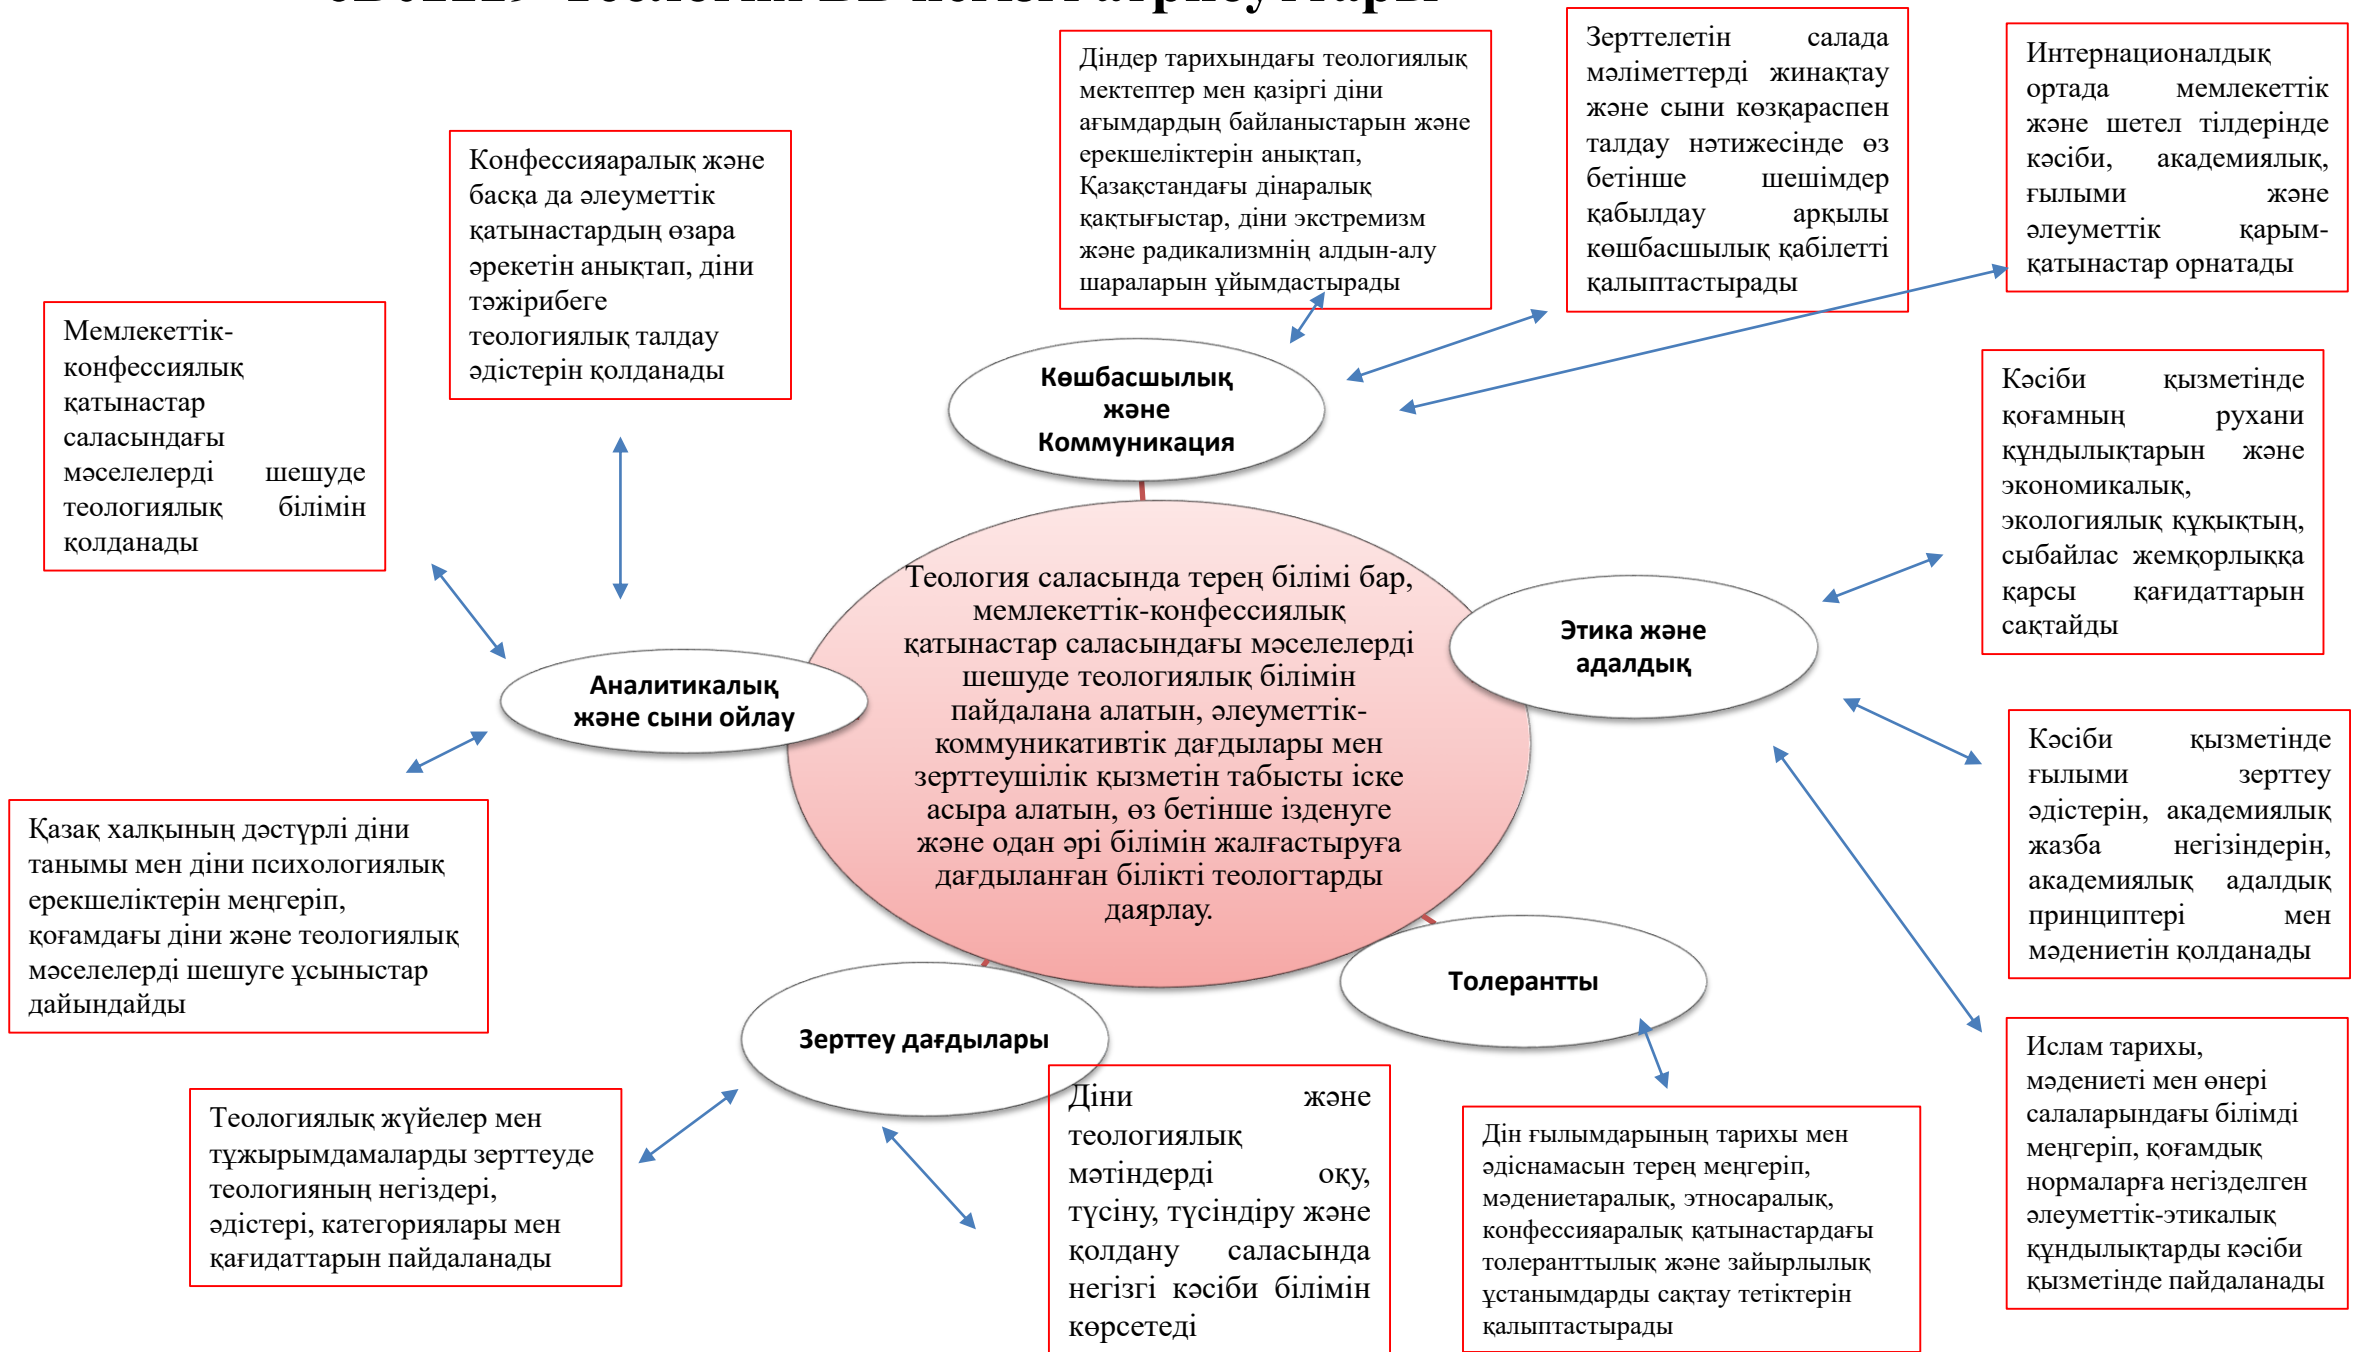 негізгі атрибуттары
Діндер тарихындағы теологиялық
мектептер мен қазіргі діни
ағымдардың байланыстарын және
ерекшеліктерін анықтап,
Қазақстандағы дінаралық
қақтығыстар, діни экстремизм
және радикализмнің алдын-алу
шараларын ұйымдастырады
Зерттелетін салада
мәліметтерді жинақтау
және сыни көзқараспен
талдау нәтижесінде өз
бетінше шешімдер
қабылдау арқылы
көшбасшылық қабілетті
қалыптастырады
Интернационалдық
ортада мемлекеттік
және шетел тілдерінде
кәсіби, академиялық,
ғылыми және
әлеуметтік қарым-
қатынастар орнатады
Конфессияаралық және
басқа да әлеуметтік
қатынастардың өзара
әрекетін анықтап, діни
тәжірибеге
теологиялық талдау
әдістерін қолданады
Мемлекеттік-
конфессиялық
қатынастар
саласындағы
мәселелерді шешуде
теологиялық білімін
қолданады
Көшбасшылық
және
Коммуникация
Кәсіби қызметінде
қоғамның рухани
құндылықтарын және
экономикалық,
экологиялық құқықтың,
сыбайлас жемқорлыққа
қарсы қағидаттарын
сақтайды
Теология саласында терең білімі бар,
мемлекеттік-конфессиялық
қатынастар саласындағы мәселелерді
шешуде теологиялық білімін
пайдалана алатын, әлеуметтік-
коммуникативтік дағдылары мен
зерттеушілік қызметін табысты іске
асыра алатын, өз бетінше ізденуге
және одан әрі білімін жалғастыруға
дағдыланған білікті теологтарды
даярлау.
Этика және
адалдық
Аналитикалық
және сыни ойлау
Кәсіби қызметінде
ғылыми зерттеу
әдістерін, академиялық
жазба негізіндерін,
академиялық адалдық
принциптері мен
мәдениетін қолданады
Қазақ халқының дәстүрлі діни
танымы мен діни психологиялық
ерекшеліктерін меңгеріп,
қоғамдағы діни және теологиялық
мәселелерді шешуге ұсыныстар
дайындайды
Толерантты
Зерттеу дағдылары
Теологиялық жүйелер мен
тұжырымдамаларды зерттеуде
теологияның негіздері,
әдістері, категориялары мен
қағидаттарын пайдаланады
Діни және
теологиялық
мәтіндерді оқу,
түсіну, түсіндіру және
қолдану саласында
негізгі кәсіби білімін
көрсетеді
Дін ғылымдарының тарихы мен
әдіснамасын терең меңгеріп,
мәдениетаралық, этносаралық,
конфессияаралық қатынастардағы
толеранттылық және зайырлылық
ұстанымдарды сақтау тетіктерін
қалыптастырады
Ислам тарихы,
мәдениеті мен өнері
салаларындағы білімді
меңгеріп, қоғамдық
нормаларға негізделген
әлеуметтік-этикалық
құндылықтарды кәсіби
қызметінде пайдаланады